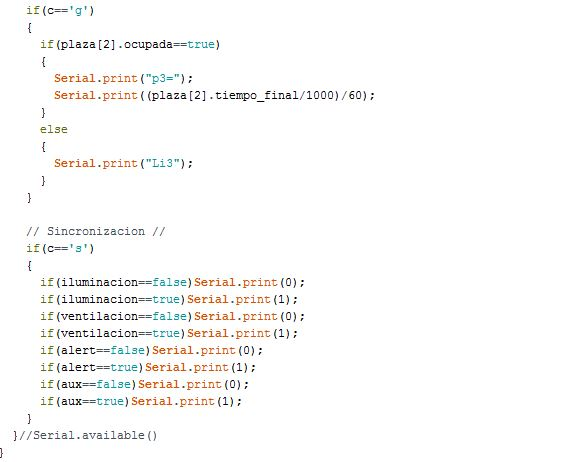 if(c=='g')
{
if(plaza[2].ocupada==true)
{
Serial.print("p3=");
Serial.print((plaza[2].tiempo_final/1000)/60);
}
else
{
Serial.print("Li3");
}
}
// Sincronizacion //
if(c=='s')
{
if(iluminacion==false)Serial.print(0);
if(iluminacion==true)Serial.print(1);
if(ventilacion==false)Serial.print(0);
if(ventilacion==true)Serial.print(1);
if(alert==false)Serial.print(0);
if(alert==true)Serial.print(1);
if(aux==false)Serial.print(0);
if(aux==true)Serial.print(1);
}
}//Serial.available()
}